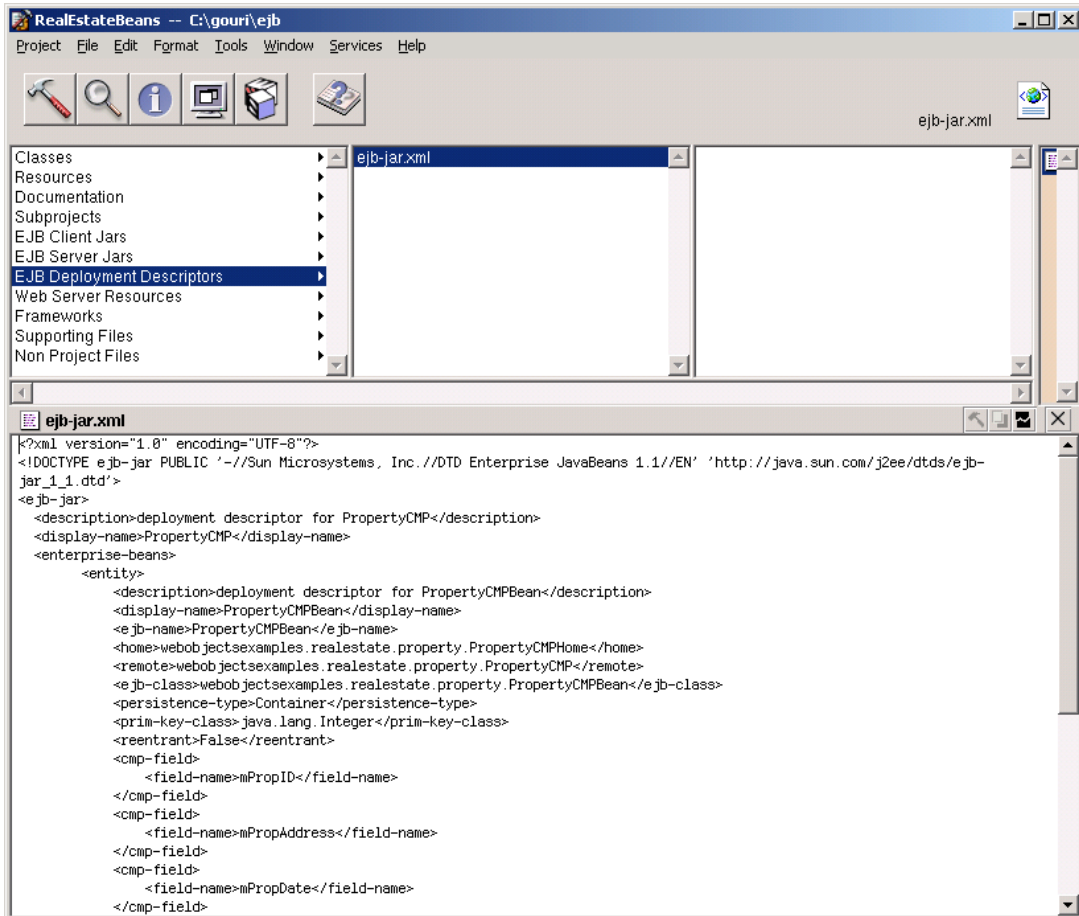 RealEstateBeans -- C:\gouri\ejb
Project File Edit Format Tools Window Services Help
ejb-jar.xml
Classes
Resources
Documentation
Subprojects
EJB Client Jars
EJB Server Jars
EJB Deployment Descriptors
Web Server Resources
Frameworks
Supporting Files
Non Project Files
ejb-jar.xml
ejb-jar.xml
<?xml version="1.0" encoding="UTF-8"?>
<!DOCTYPE ejb-jar PUBLIC '-//Sun Microsystems, Inc.//DTD Enterprise JavaBeans 1.1//EN' 'http://java.sun.com/j2ee/dtds/ejb-
jar_1_1.dtd'>
<ejb-jar>
<description>deployment descriptor for PropertyCMP</description>
<display-name>PropertyCMP</display-name>
<enterprise-beans>
<entity>
<description>deployment descriptor for PropertyCMPBean</description>
<display-name>PropertyCMPBean</display-name>
<ejb-name>PropertyCMPBean</ejb-name>
<home>webobjectsexamples.realestate.property.PropertyCMPHome</home>
<remote>webobjectsexamples.realestate.property.PropertyCMP</remote>
<ejb-class>webobjectsexamples.realestate.property.PropertyCMPBean</ejb-class>
<persistence-type>Container</persistence-type>
<prim-key-class>java.lang.Integer</prim-key-class>
<reentrant>False</reentrant>
<cmp-field>
<field-name>mPropID</field-name>
</cmp-field>
<cmp-field>
<field-name>mPropAddress</field-name>
</cmp-field>
<cmp-field>
<field-name>mPropDate</field-name>
</cmp-field>